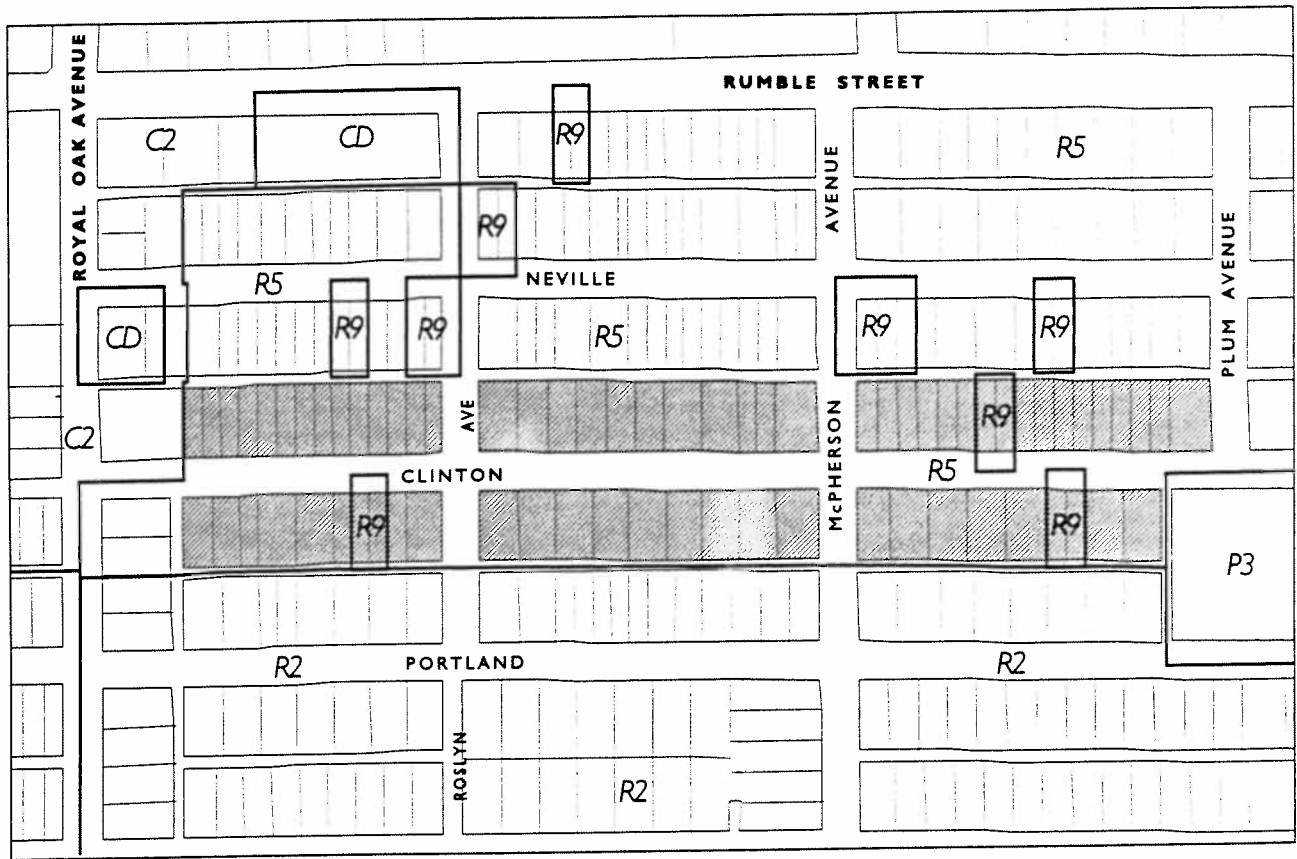 RUMBLE STREET
ROYAL OAK AVENUE
C2
CD
R9
R5
AVENUE
R9
PLUM AVENUE
R5
NEVILLE
CD
R9
R9
R5
R9
R9
AVE
McPHERSON
R9
C2
CLINTON
R5
R9
R9
P3
R2
PORTLAND
R2
ROSLYN
R2